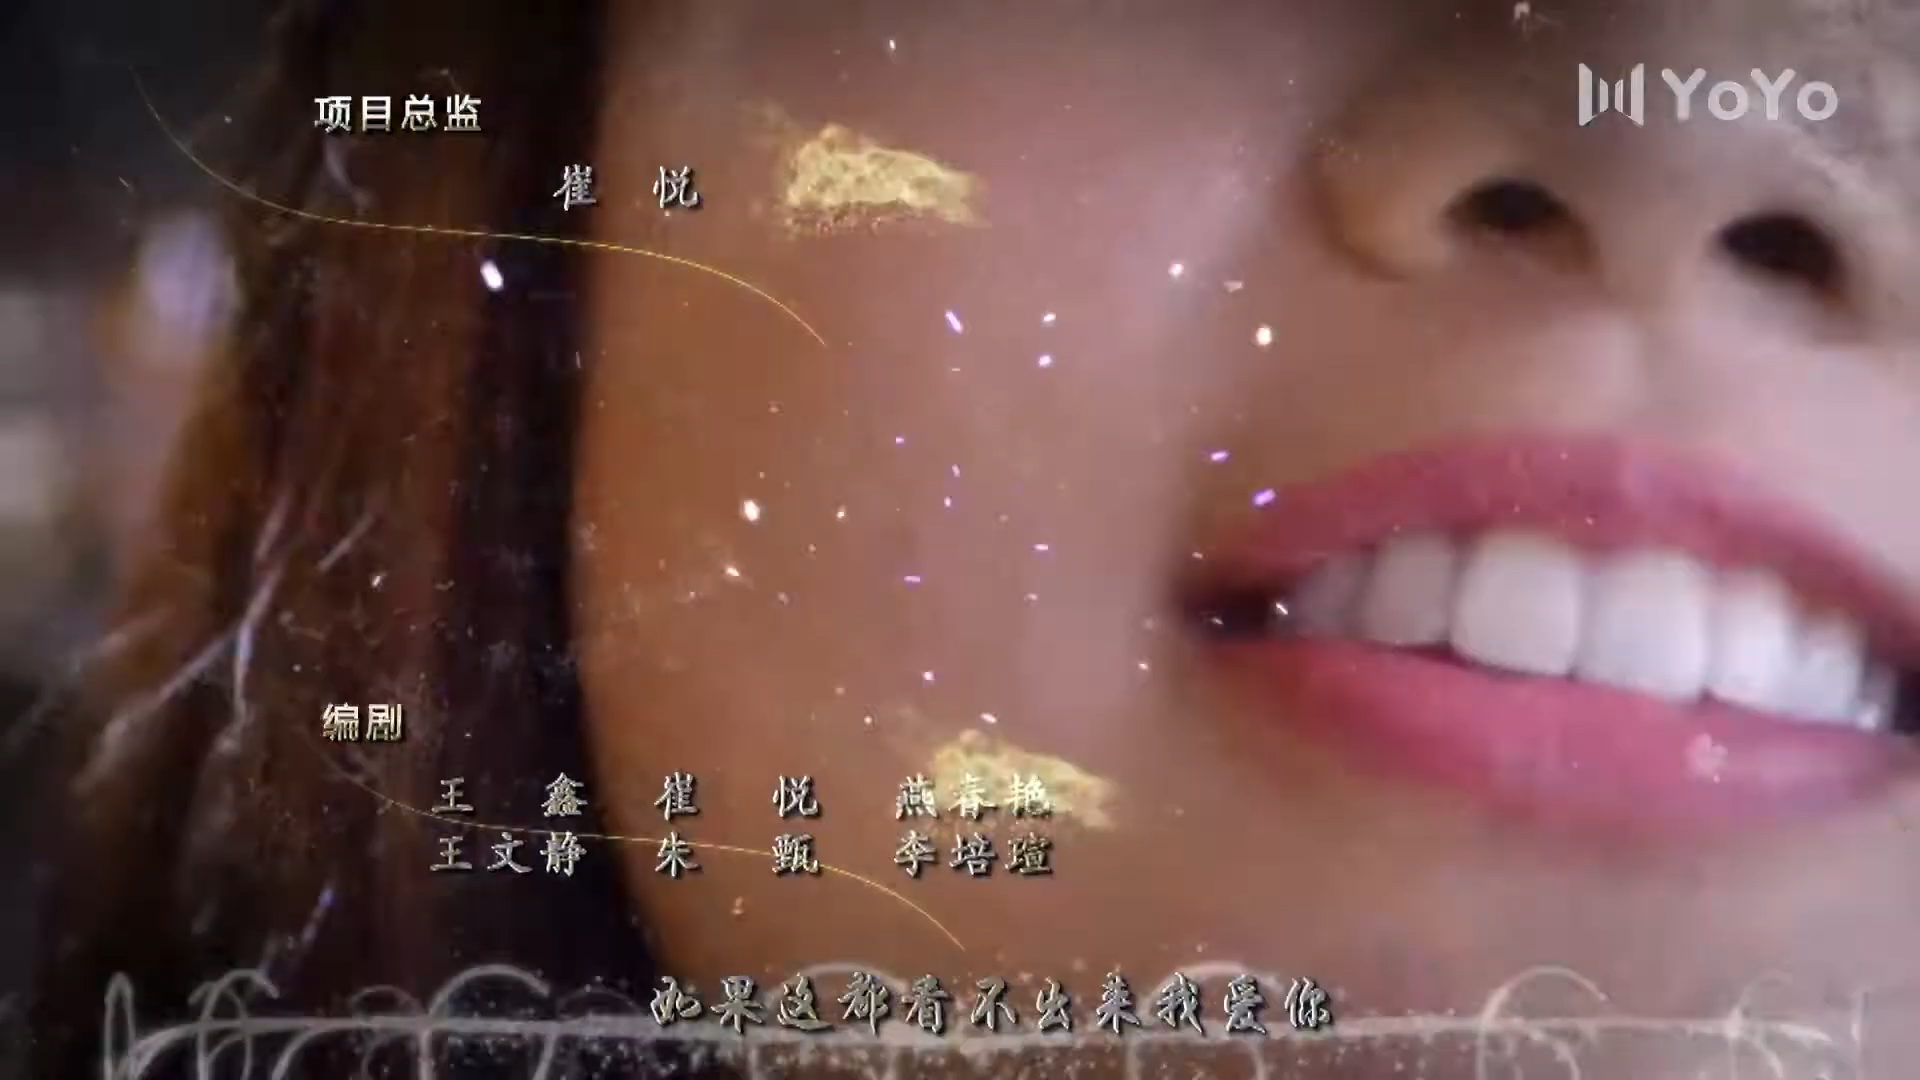 YoYo
项目总监
崔 悦
编剧
王 鑫 崔 悦 燕春艳
王文静 朱 甄 李培瑄
如果这都看不出来我爱你